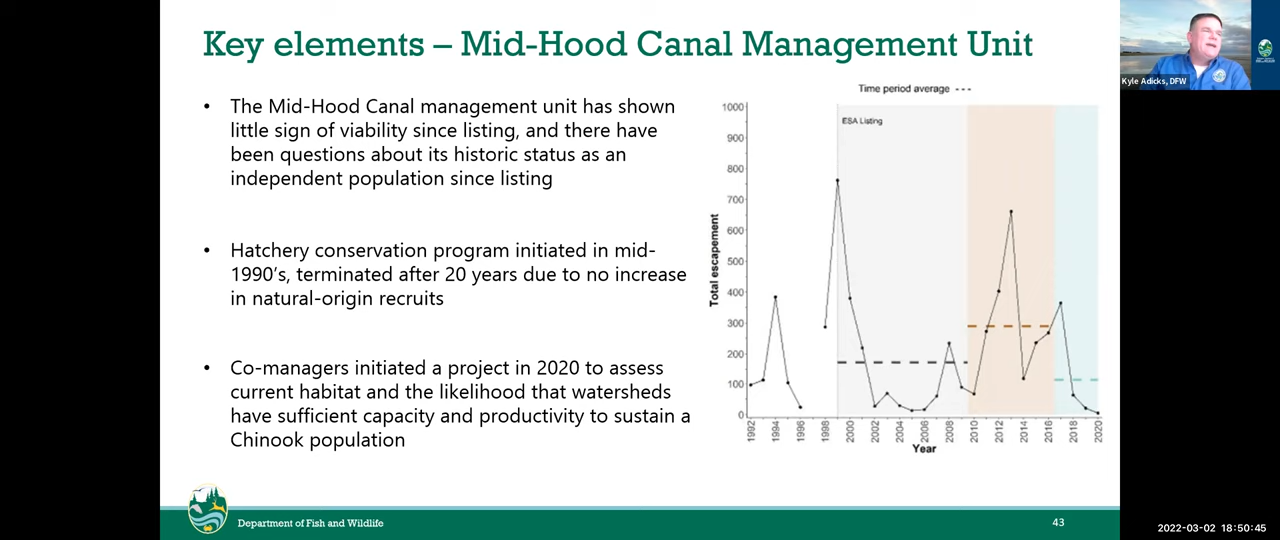 Key elements – Mid-Hood Canal Management Unit
• The Mid-Hood Canal management unit has shown
little sign of viability since listing, and there have
been questions about its historic status as an
independent population since listing
• Hatchery conservation program initiated in mid-
1990's, terminated after 20 years due to no increase
in natural-origin recruits
• Co-managers initiated a project in 2020 to assess
current habitat and the likelihood that watersheds
have sufficient capacity and productivity to sustain a
Chinook population
Time period average ---
ESA Listing
Total escapement
1000
900
800
700
600
500
400
300
200
100
0
1992
1994
1996
1998
2000
2002
2004
2006
2008
2010
2012
2014
2016
2018
2020
Year
Department of Fish and Wildlife
43
Kyle Adicks, DFW
2022-03-02 18:50:45